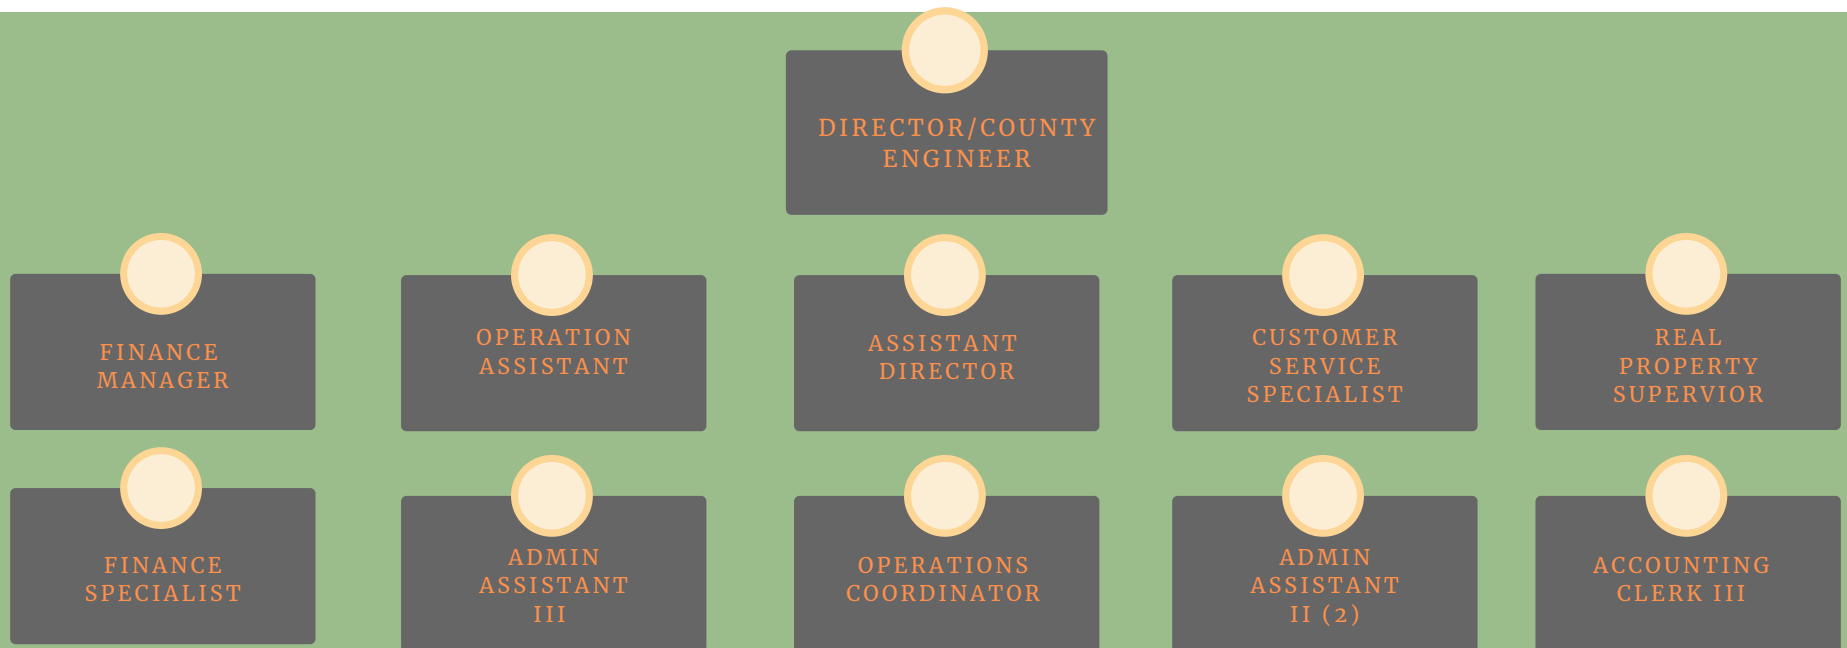 DIRECTOR/COUNTY
ENGINEER
FINANCE
MANAGER
OPERATION
ASSISTANT
ASSISTANT
DIRECTOR
CUSTOMER
SERVICE
SPECIALIST
REAL
PROPERTY
SUPERVIOR
FINANCE
SPECIALIST
ADMIN
ASSISTANT
III
OPERATIONS
COORDINATOR
ADMIN
ASSISTANT
II (2)
ACCOUNTING
CLERK III